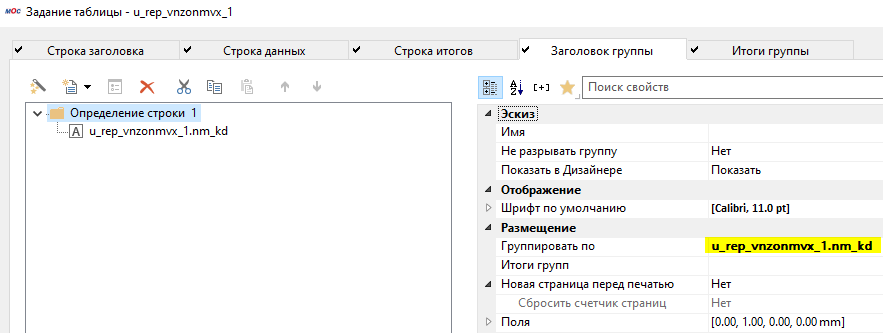 мОс Задание таблицы - u_rep_vnzonmvx_1
Строка заголовка Строка данных Строка итогов Заголовок группы Итоги группы
Определение строки 1
A u_rep_vnzonmvx_1.nm_kd
A Z [+] Поиск свойств
Эскиз
Имя
Не разрывать группу Нет
Показать в Дизайнере Показать
Отображение
Шрифт по умолчанию [Calibri, 11.0 pt]
Размещение
Группировать по u_rep_vnzonmvx_1.nm_kd
Итоги групп
Новая страница перед печатью Нет
Сбросить счетчик страниц Нет
Поля [0.00, 1.00, 0.00, 0.00 mm]